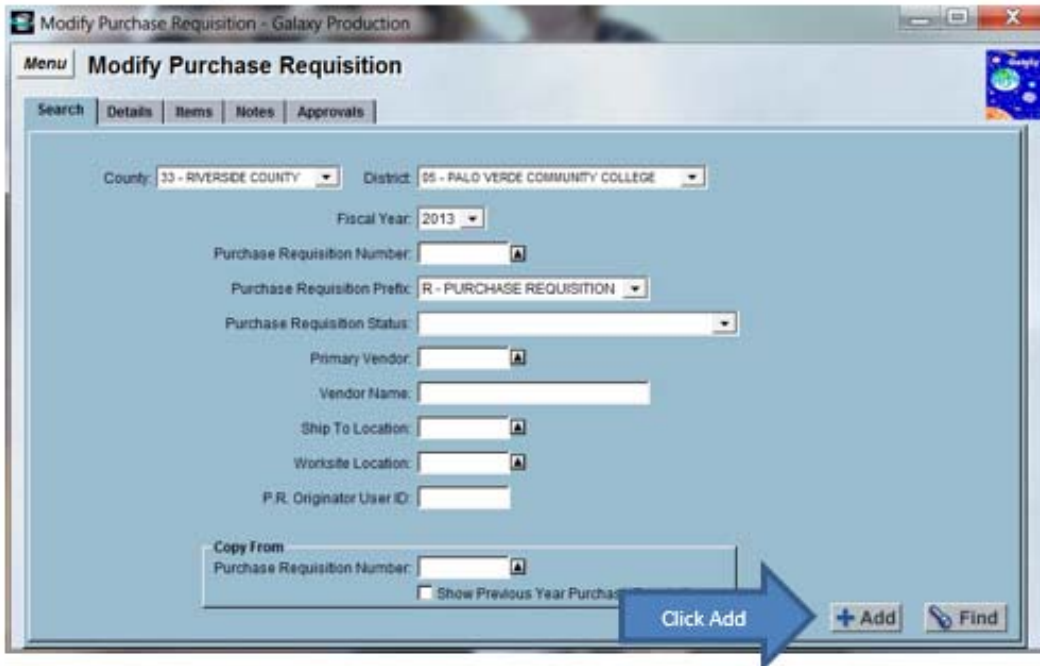 Modify Purchase Requisition - Galaxy Production
Menu Modify Purchase Requisition
Galaxy
Search Details Items Notes Approvals
County: 33 - RIVERSIDE COUNTY District: 05 - PALO VERDE COMMUNITY COLLEGE
Fiscal Year: 2013
Purchase Requisition Number:
Purchase Requisition Prefix: R - PURCHASE REQUISITION
Purchase Requisition Status:
Primary Vendor:
Vendor Name:
Ship To Location:
Worksite Location:
P.R. Originator User ID:
Copy From
Purchase Requisition Number:
Show Previous Year Purchas
Click Add
Add Find